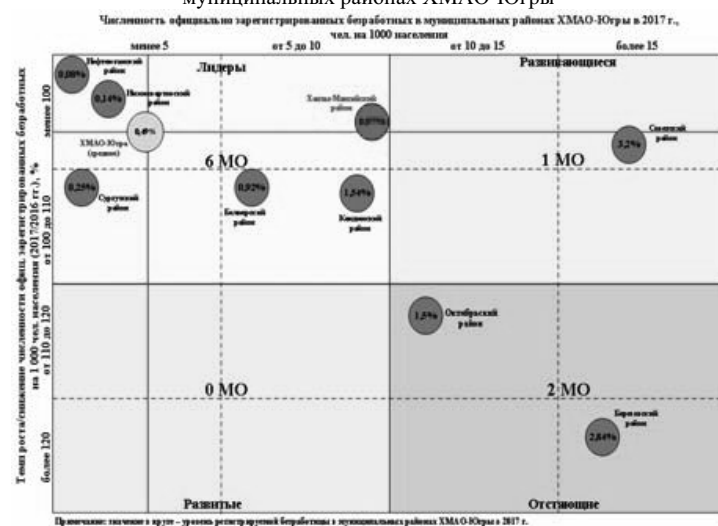 муниципальных районах ХМАО-Югры
Численность официально зарегистрированных безработных в муниципальных районах ХМАО-Югры в 2017 г.,
чел. на 1000 населения
менее 5
от 5 до 10
от 10 до 15
более 15
Темп роста/снижение численности офиц. зарегистрированных безработных
на 1 000 чел. населения (2017/2016 гг.), %
менее 100
от 100 до 110
от 110 до 120
более 120
Лидеры
Развивающиеся
0,08%
Нефтеюганский
район
0,14%
Нижневартовский
район
ХМАО-Югра
(среднее)
0,49%
Ханты-Мансийский
район
0,97%
Советский
район
3,2%
6 МО
1 МО
0,25%
Сургутский
район
0,92%
Белоярский
район
1,54%
Кондинский
район
1,5%
Октябрьский
район
0 МО
2 МО
2,84%
Березовский
район
Развитые
Отстающие
Примечание: значение в круге – уровень регистрируемой безработицы в муниципальных районах ХМАО-Югры в 2017 г.